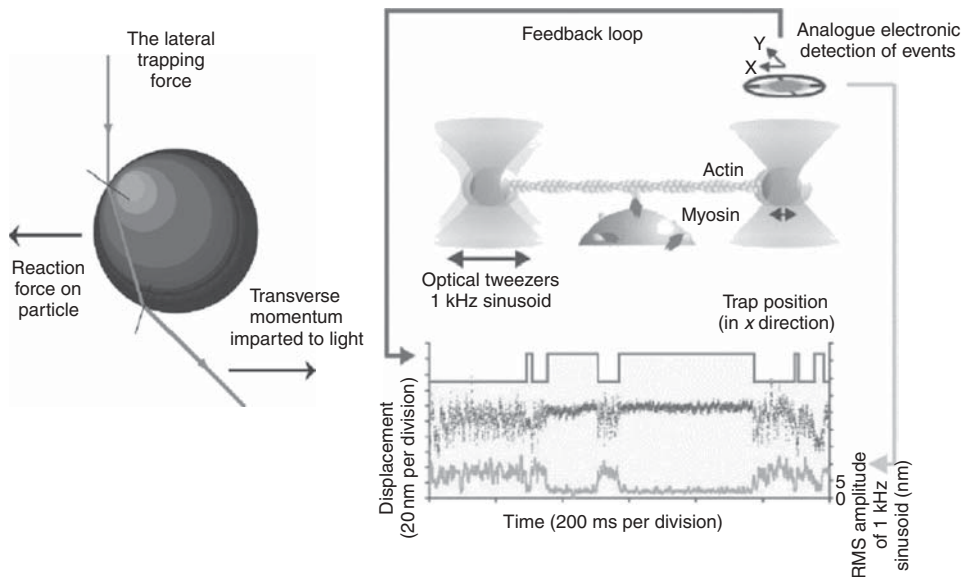 The lateral
trapping
force
Reaction
force on
particle
Transverse
momentum
imparted to light
Feedback loop
Analogue electronic
detection of events
Y
X
Actin
Myosin
Optical tweezers
1 kHz sinusoid
Trap position
(in x direction)
Displacement
(20 nm per division)
Time (200 ms per division)
5
0
RMS amplitude
of 1 kHz
sinusoid (nm)